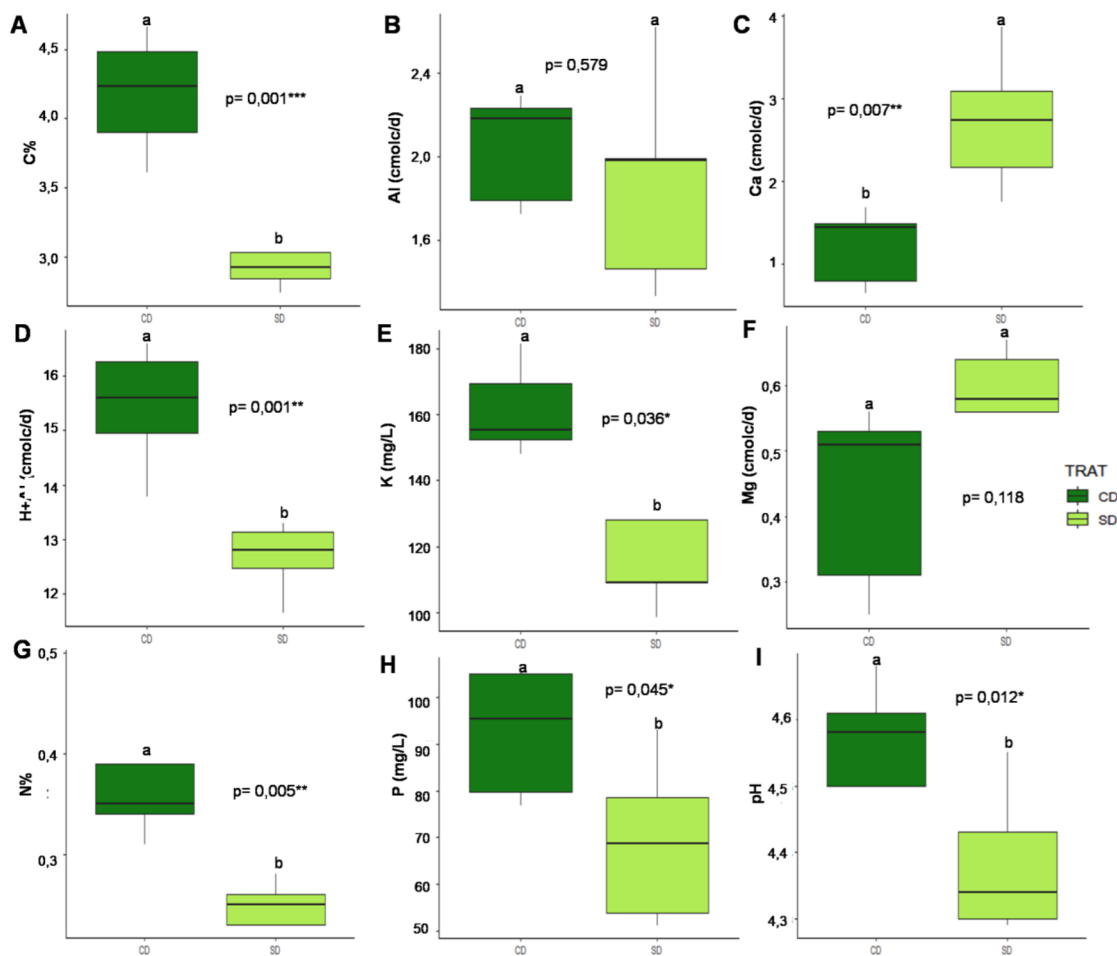 A
a
4,5
4,0
3,5
3,0
C%
p= 0,001***
b
CD
SD
B
a
2,4
2,0
1,6
Al (cmolc/d)
p= 0,579
a
CD
SD
C
a
4
3
2
1
Ca (cmolc/d)
p= 0,007**
b
CD
SD
D
a
16
15
14
13
12
(cmolc/d)
p= 0,001**
b
CD
SD
E
a
180
160
140
120
100
K (mg/L)
p= 0,036*
b
CD
SD
F
a
0,6
0,5
0,4
0,3
Mg (cmolc/d)
a
p= 0,118
CD
SD
TRAT
CD
SD
G
0,5
0,4
0,3
N%
a
p= 0,005**
b
CD
SD
H
a
100
90
80
70
60
50
P (mg/L)
p= 0,045*
b
CD
SD
I
a
4,6
4,5
4,4
4,3
pH
p= 0,012*
b
CD
SD